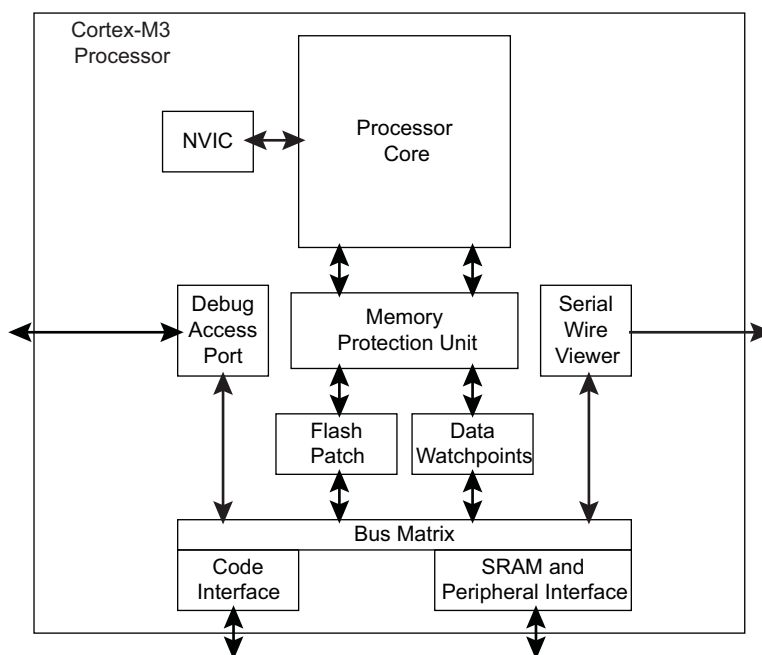 Cortex-M3
Processor
NVIC
Processor
Core
Debug
Access
Port
Memory
Protection Unit
Serial
Wire
Viewer
Flash
Patch
Data
Watchpoints
Bus Matrix
Code
Interface
SRAM and
Peripheral Interface